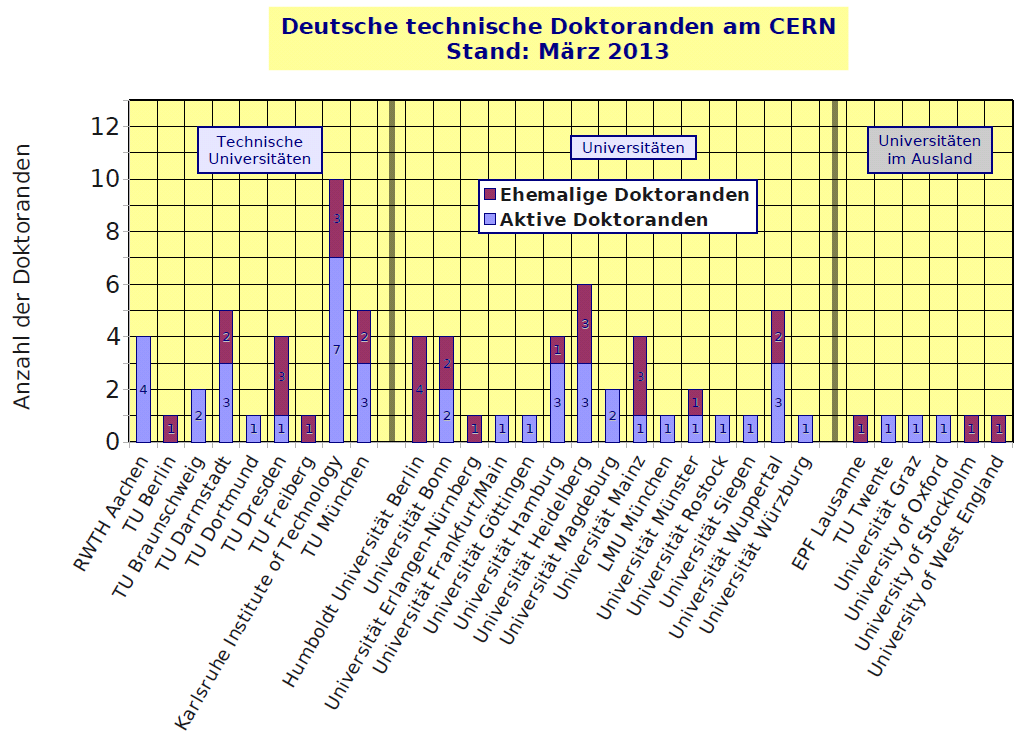 Deutsche technische Doktoranden am CERN
Stand: März 2013
Anzahl der Doktoranden
12
10
8
6
4
2
0
Technische
Universitäten
Universitäten
Universitäten
im Ausland
Ehemalige Doktoranden
Aktive Doktoranden
4
1
2
2
3
1
3
1
1
3
7
2
3
4
2
2
1
1
1
1
3
3
3
2
3
1
1
1
1
1
1
2
3
1
1
1
1
1
1
1
RWTH Aachen
TU Berlin
TU Braunschweig
TU Darmstadt
TU Dortmund
TU Dresden
TU Freiberg
Karlsruhe Institute of Technology
TU München
Humboldt Universität Berlin
Universität Bonn
Universität Erlangen-Nürnberg
Universität Frankfurt/Main
Universität Göttingen
Universität Hamburg
Universität Heidelberg
Universität Magdeburg
Universität Mainz
LMU München
Universität Münster
Universität Rostock
Universität Siegen
Universität Wuppertal
Universität Würzburg
EPF Lausanne
TU Twente
Universität Graz
University of Oxford
University of Stockholm
University of West England